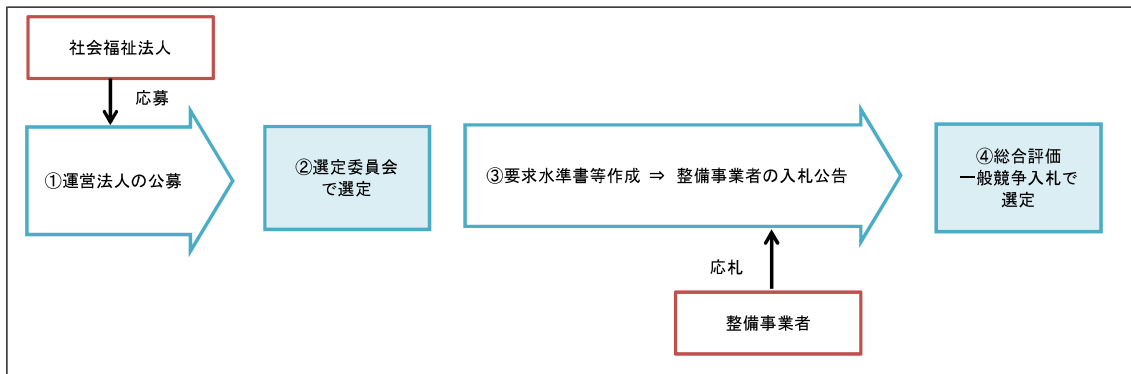 社会福祉法人
応募
①運営法人の公募
②選定委員会
で選定
③要求水準書等作成 ⇒ 整備事業者の入札公告
④総合評価
一般競争入札で
選定
応札
整備事業者